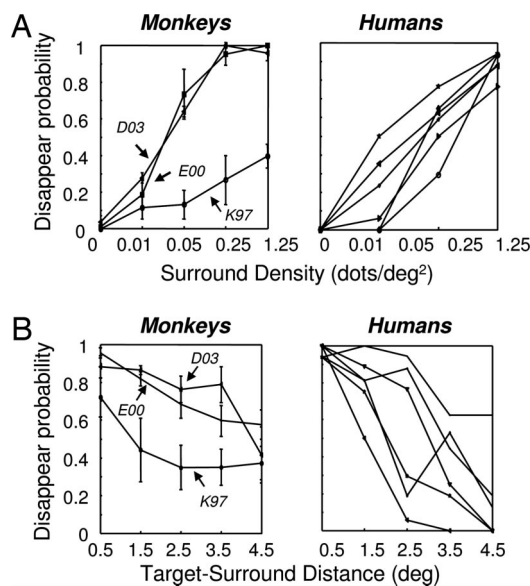 A
Monkeys
Humans
Disappear probability
1
0.8
0.6
0.4
0.2
0
D03
E00
K97
0 0.01 0.05 0.25 1.25
0 0.01 0.05 0.25 1.25
Surround Density (dots/deg²)
B
Monkeys
Humans
Disappear probability
1
0.8
0.6
0.4
0.2
0
D03
E00
K97
0.5 1.5 2.5 3.5 4.5
0.5 1.5 2.5 3.5 4.5
Target-Surround Distance (deg)